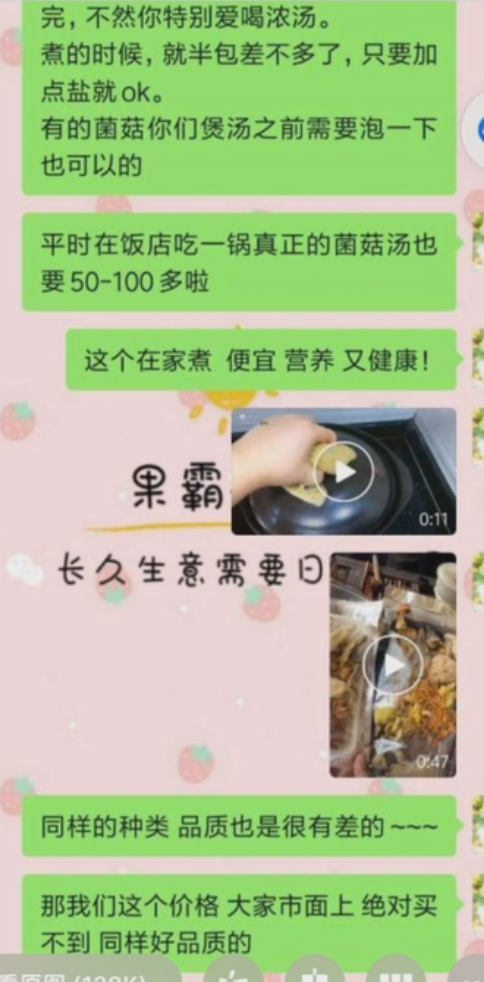 完，不然你特别爱喝浓汤。
煮的时候，就半包差不多了，只要加
点盐就ok。
有的菌菇你们煲汤之前需要泡一下
也可以的
平时在饭店吃一锅真正的菌菇汤也
要50-100多啦
这个在家煮 便宜 营养 又健康！
果霸
0:11
长久生意需要日
0:47
同样的种类 品质也是很有差的~~~
那我们这个价格 大家市面上 绝对买
不到 同样好品质的